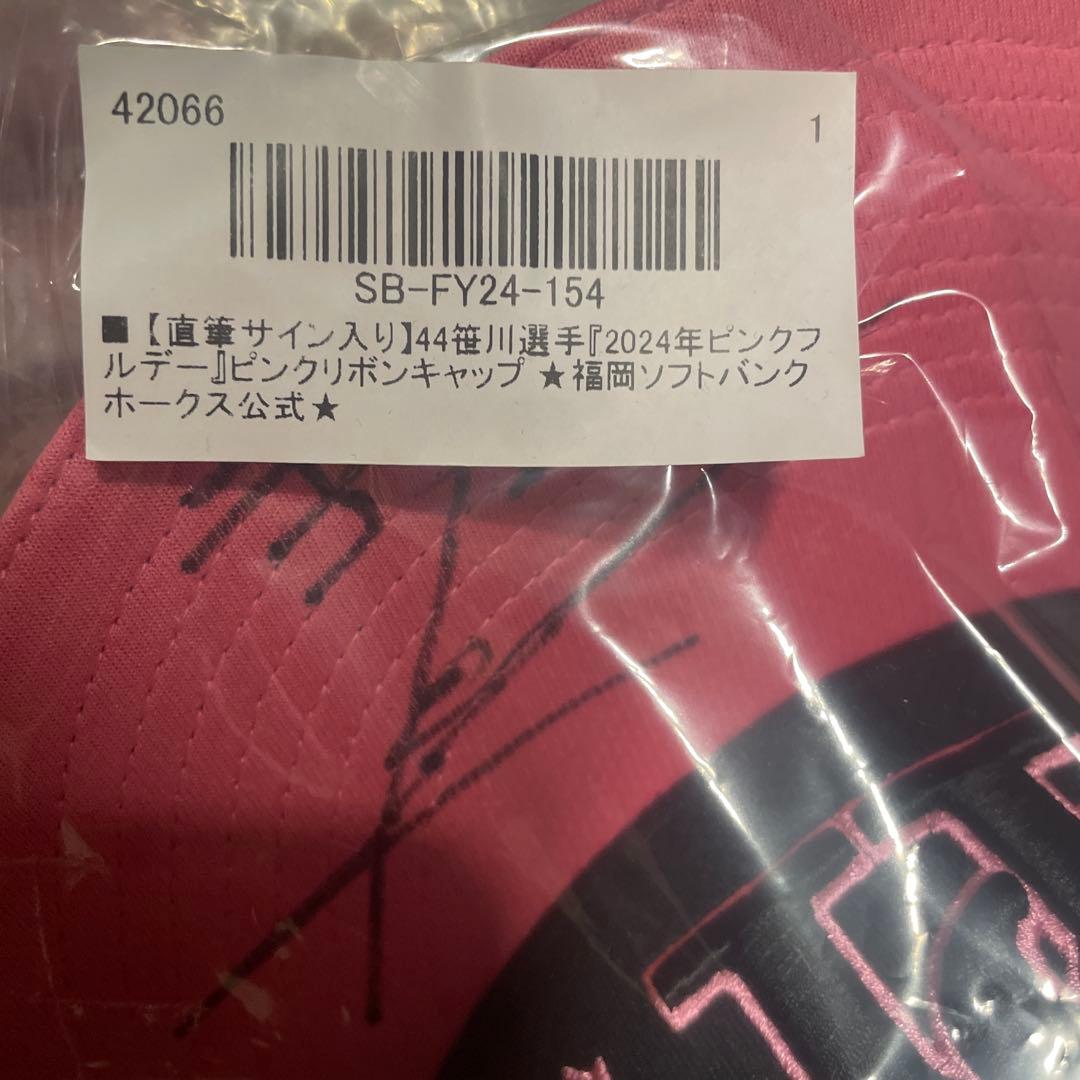 42066
1
SB-FY24-154
■【直筆サイン入り】44笹川選手『2024年ピンクフ
ルデー』ピンクリボンキャップ ★福岡ソフトバンク
ホークス公式★